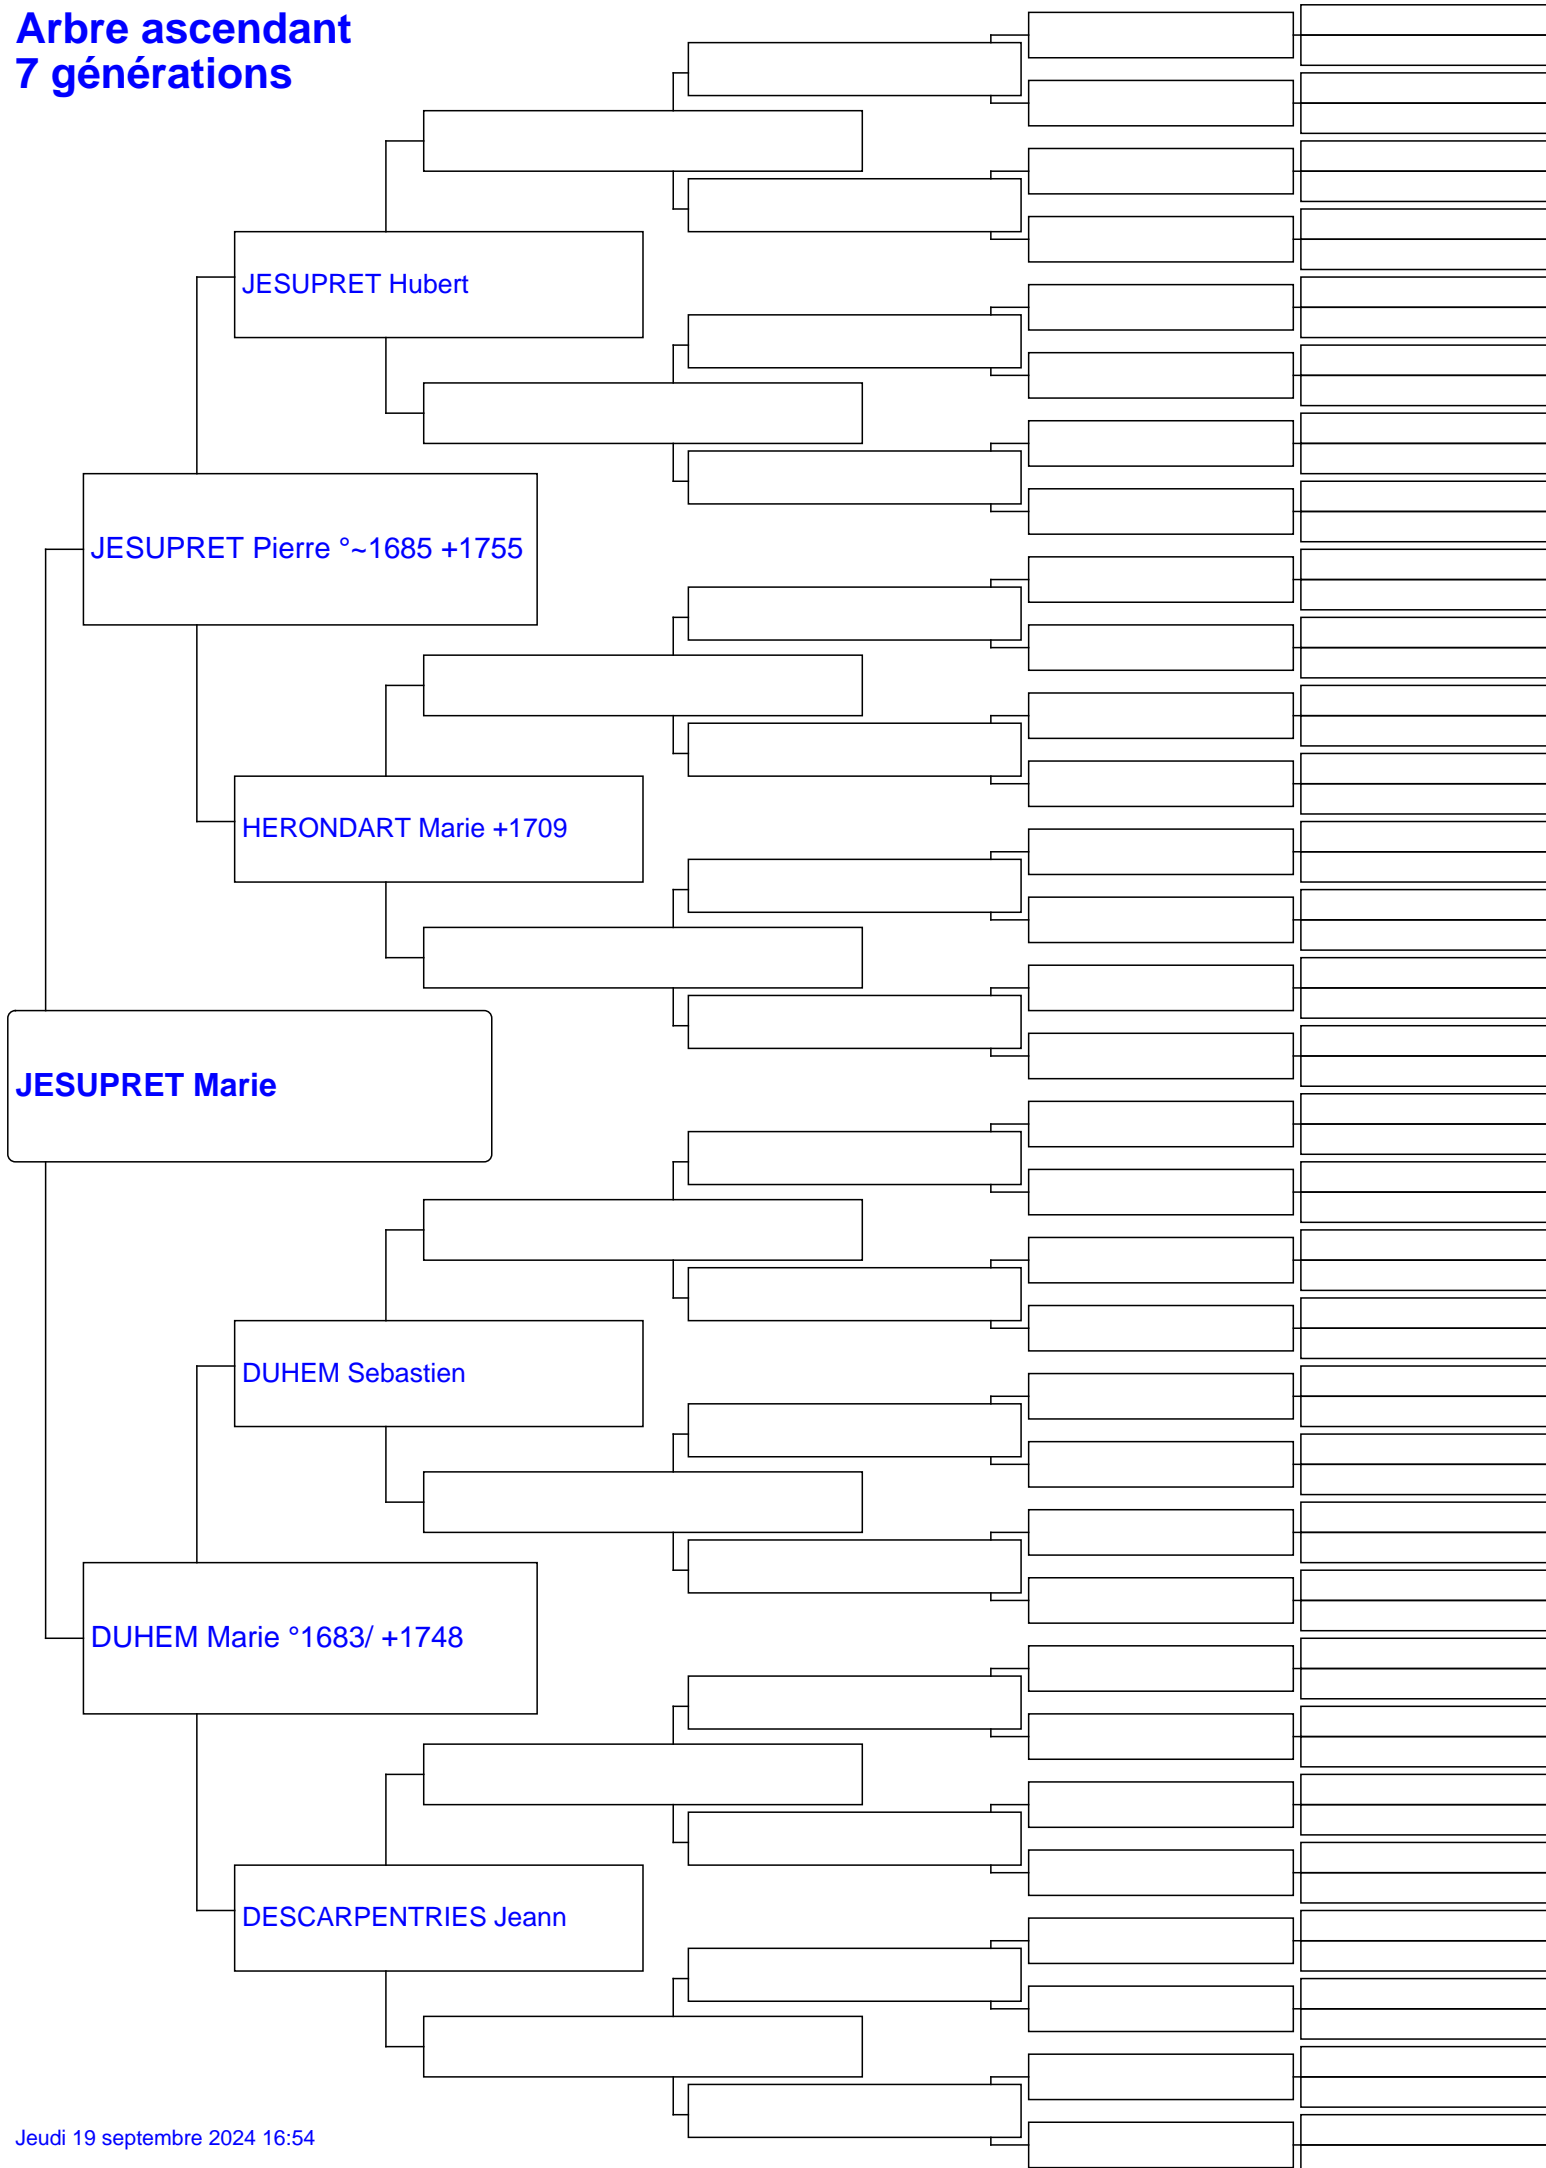 Arbre ascendant
7 générations
JESUPRET Hubert
JESUPRET Pierre °~1685 +1755
HERONDART Marie +1709
JESUPRET Marie
DUHEM Sebastien
DUHEM Marie °1683/ +1748
DESCARPENTRIES Jeann
Jeudi 19 septembre 2024 16:54